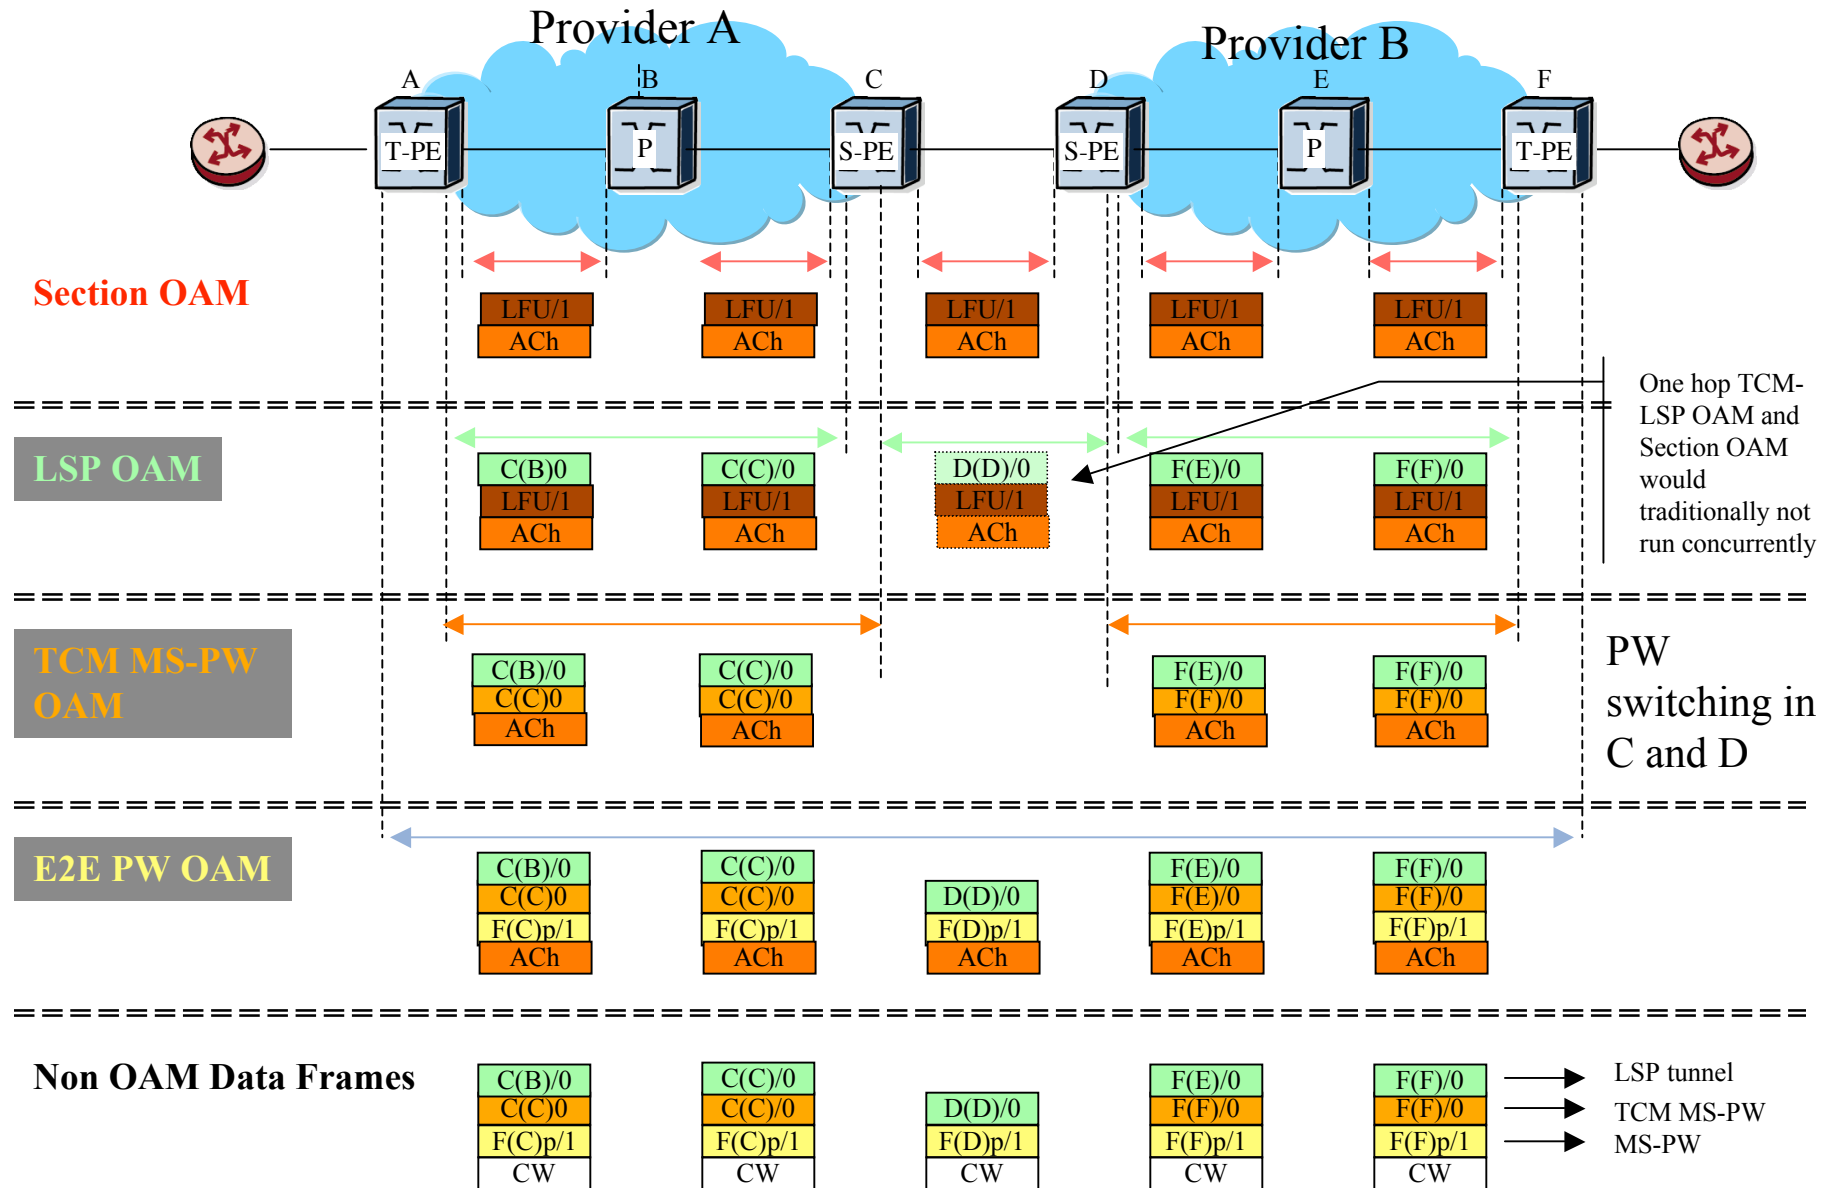 Provider A
Provider B
A
B
C
D
E
F
T-PE
P
S-PE
S-PE
P
T-PE
Section OAM
LFU/1
LFU/1
LFU/1
LFU/1
LFU/1
ACh
ACh
ACh
ACh
ACh
One hop TCM-
LSP OAM and
Section OAM
would
traditionally not
run concurrently
LSP OAM
C(B)0
C(C)/0
D(D)/0
F(E)/0
F(F)/0
LFU/1
LFU/1
LFU/1
LFU/1
LFU/1
ACh
ACh
ACh
ACh
ACh
TCM MS-PW
OAM
C(B)/0
C(C)/0
F(E)/0
F(F)/0
C(C)0
C(C)/0
F(F)/0
F(F)/0
ACh
ACh
ACh
ACh
PW
switching in
C and D
E2E PW OAM
C(B)/0
C(C)/0
F(E)/0
F(F)/0
C(C)0
C(C)/0
D(D)/0
F(E)/0
F(F)/0
F(C)p/1
F(C)p/1
F(D)p/1
F(E)p/1
F(F)p/1
ACh
ACh
ACh
ACh
ACh
Non OAM Data Frames
C(B)/0
C(C)/0
F(E)/0
F(F)/0
LSP tunnel
C(C)0
C(C)/0
D(D)/0
F(F)/0
F(F)/0
TCM MS-PW
F(C)p/1
F(C)p/1
F(D)p/1
F(F)p/1
F(F)p/1
MS-PW
CW
CW
CW
CW
CW